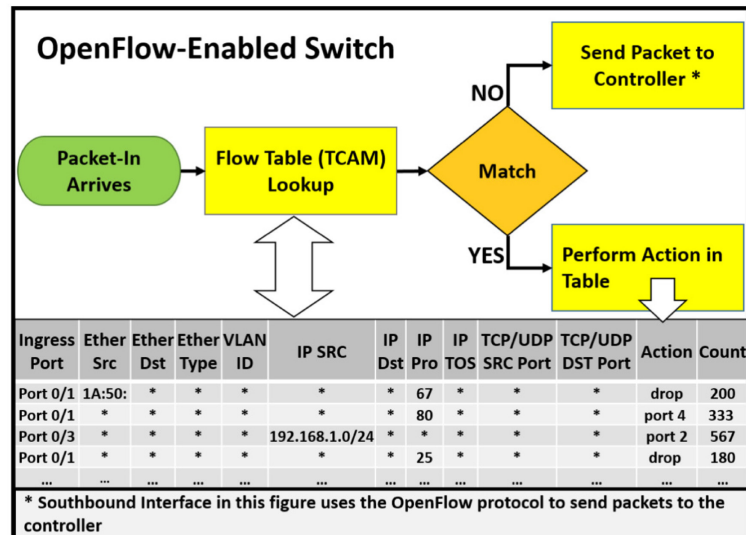 OpenFlow-Enabled Switch
Send Packet to
Controller *
NO
Packet-In
Arrives
Flow Table (TCAM)
Lookup
Match
YES
Perform Action in
Table
Ingress Port Ether Src Ether Dst Ether Type VLAN ID IP SRC IP Dst IP Pro IP TOS TCP/UDP SRC Port TCP/UDP DST Port Action Count
Port 0/1 1A:50: * * * * * 67 * * * drop 200
Port 0/1 * * * * * * 80 * * * port 4 333
Port 0/3 * * * * 192.168.1.0/24 * * * * * port 2 567
Port 0/1 * * * * * * 25 * * * drop 180
... ... ... ... ... ... ... ... ... ... ... ... ...
* Southbound Interface in this figure uses the OpenFlow protocol to send packets to the
controller